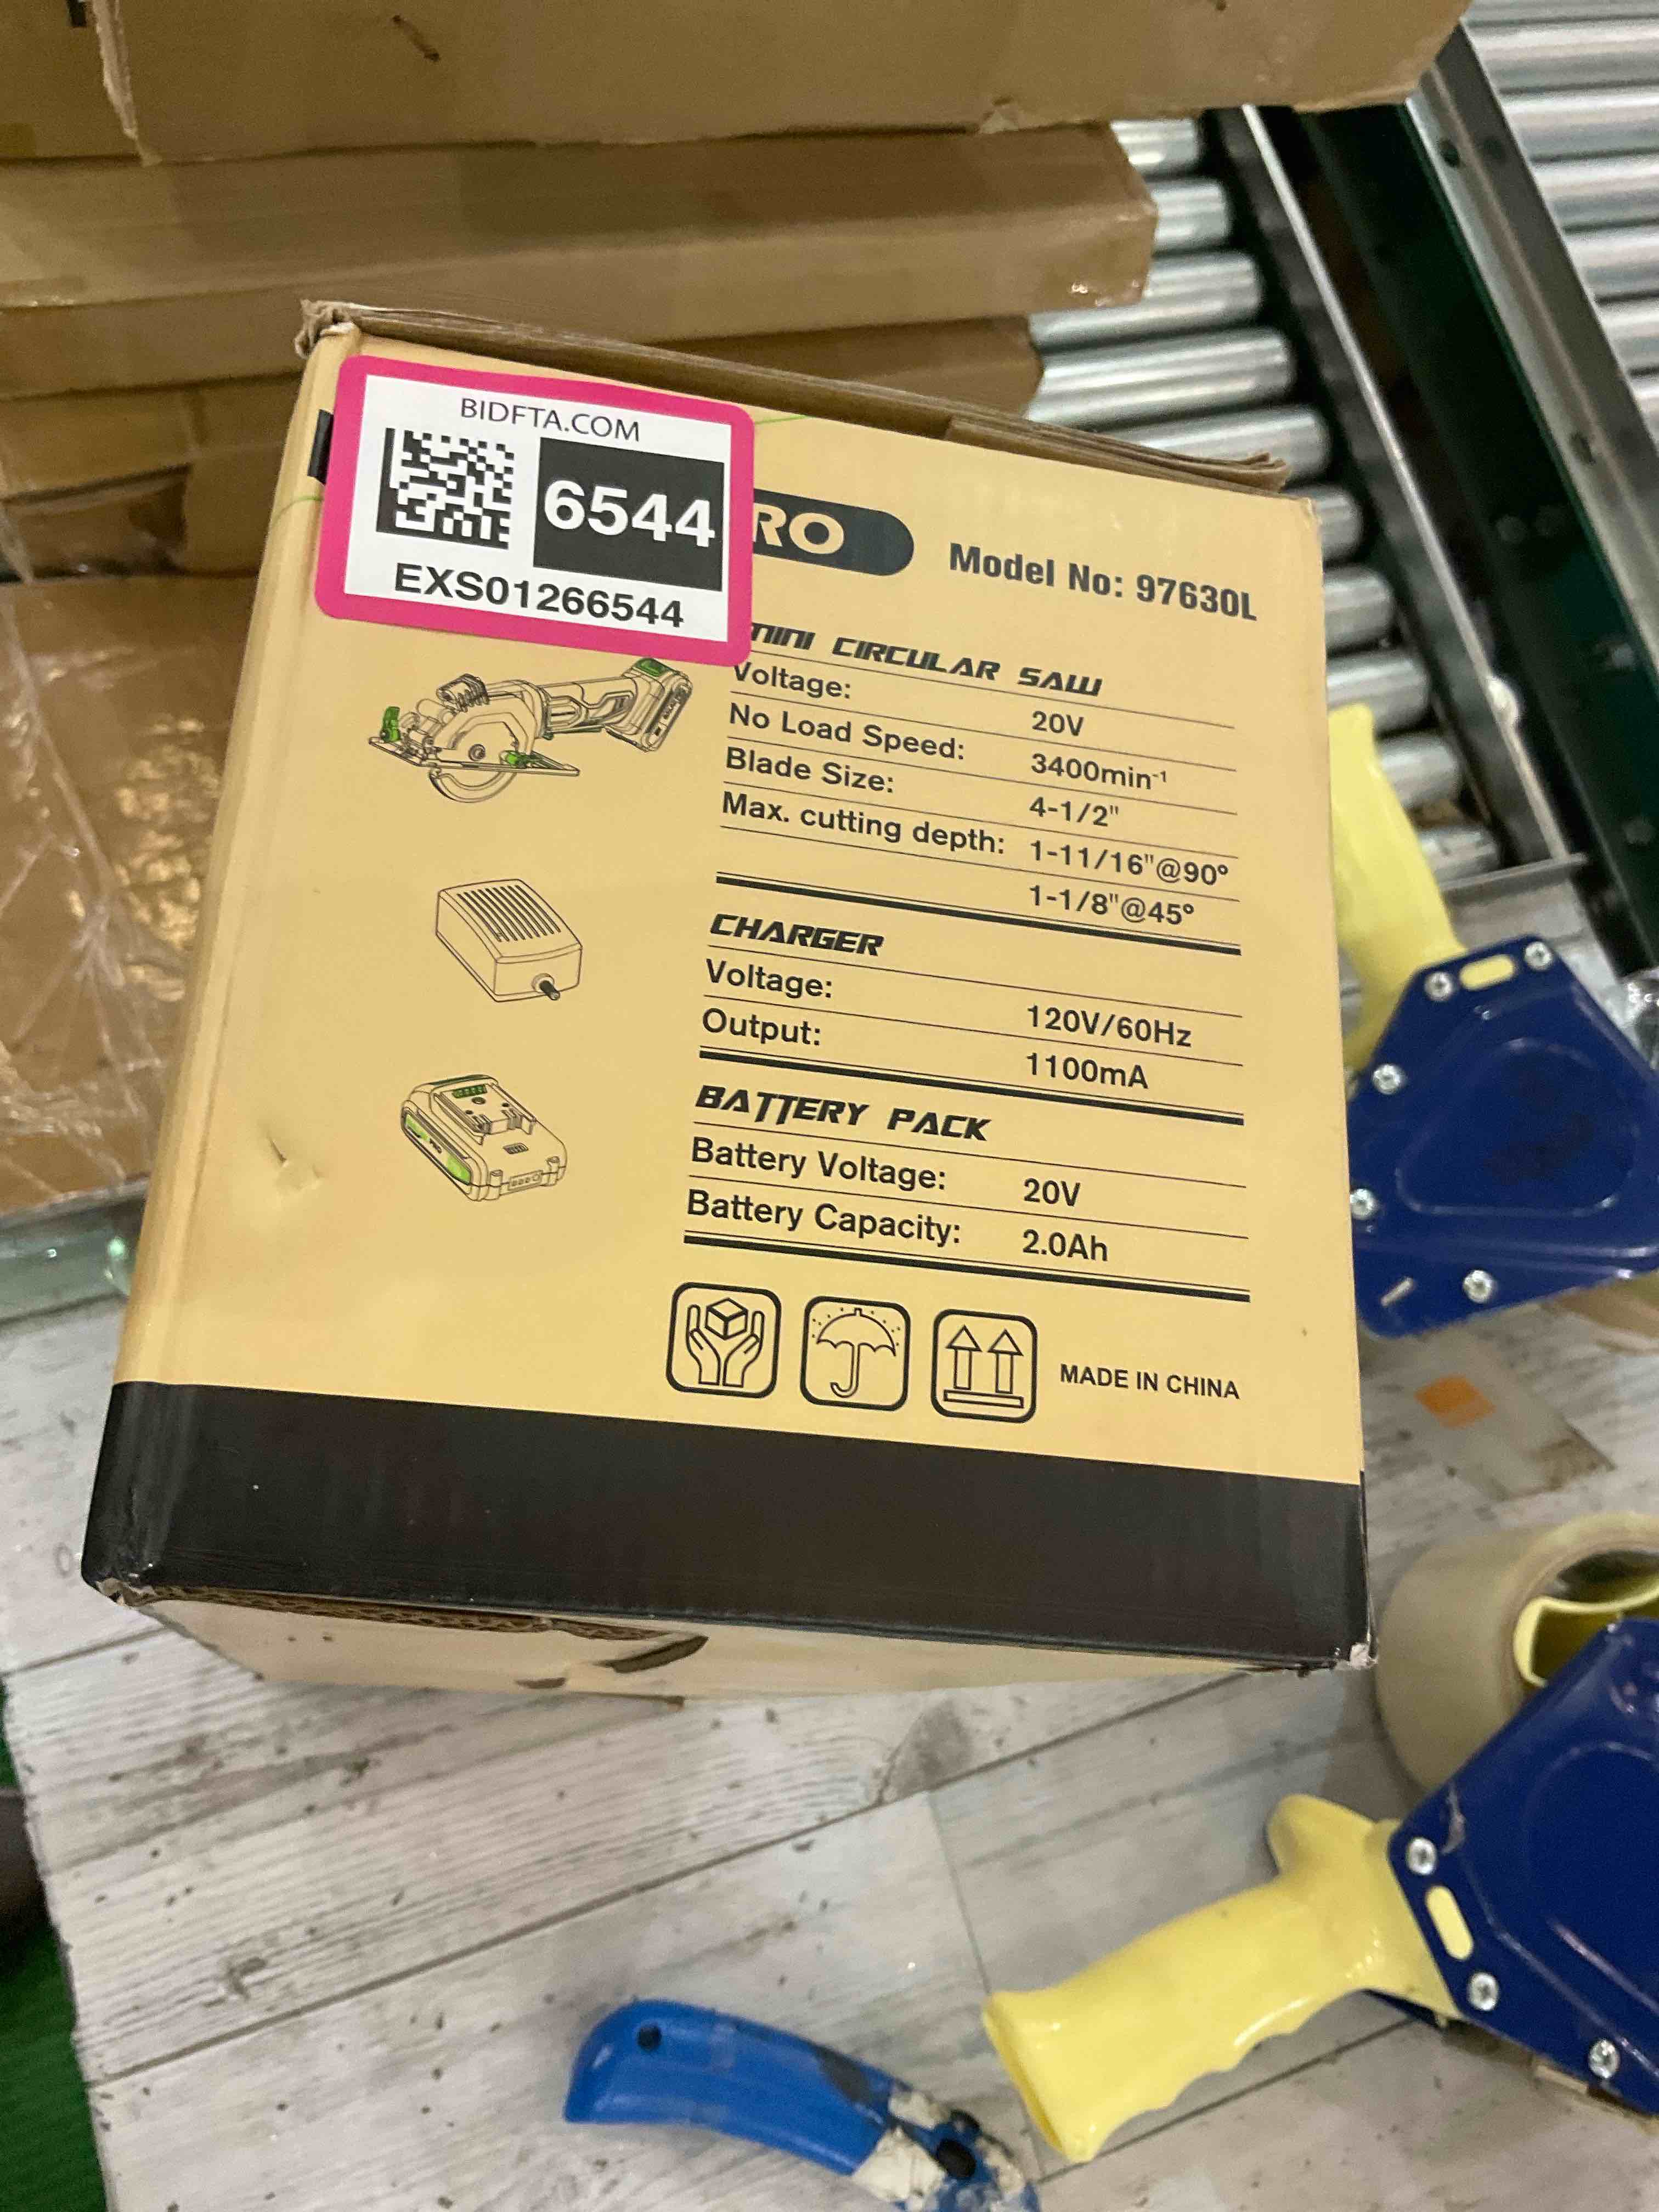 BIDFTA.COM
6544
EXS01266544
RO
Model No: 97630L
MINI CIRCULAR SAW
Voltage: 20V
No Load Speed: 3400min⁻¹
Blade Size: 4-1/2"
Max. cutting depth: 1-11/16"@90°
1-1/8"@45°
CHARGER
Voltage: 120V/60Hz
Output: 1100mA
BATTERY PACK
Battery Voltage: 20V
Battery Capacity: 2.0Ah
MADE IN CHINA